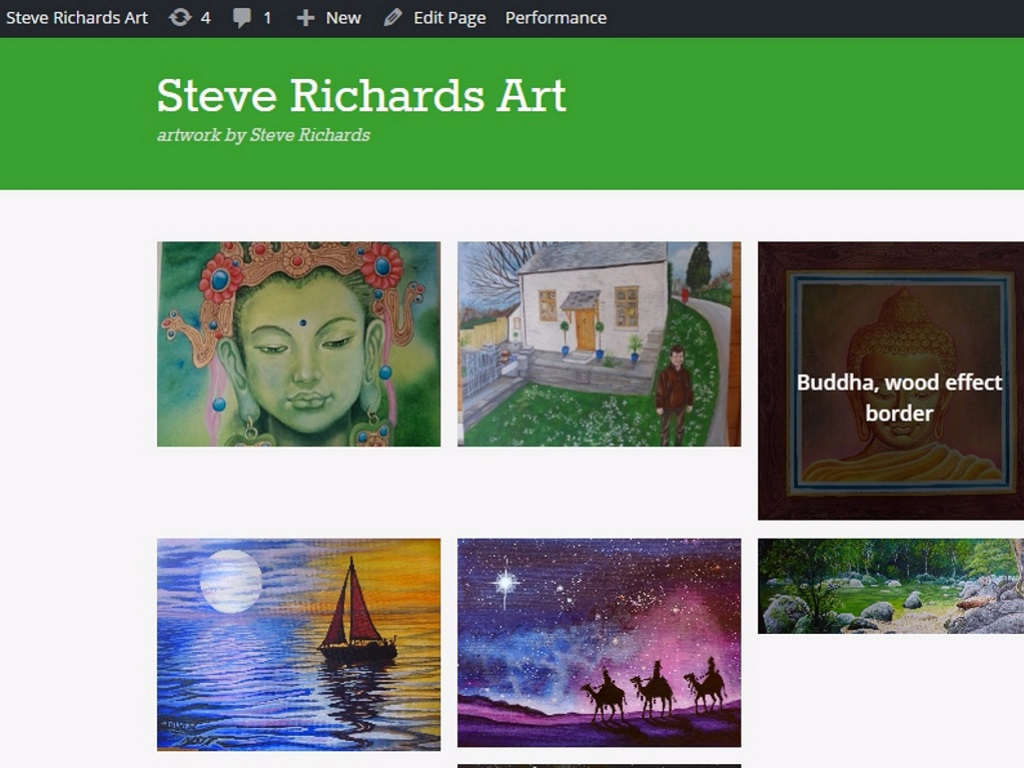 Steve Richards Art 4 1 New Edit Page Performance
Steve Richards Art
artwork by Steve Richards
Buddha, wood effect
border